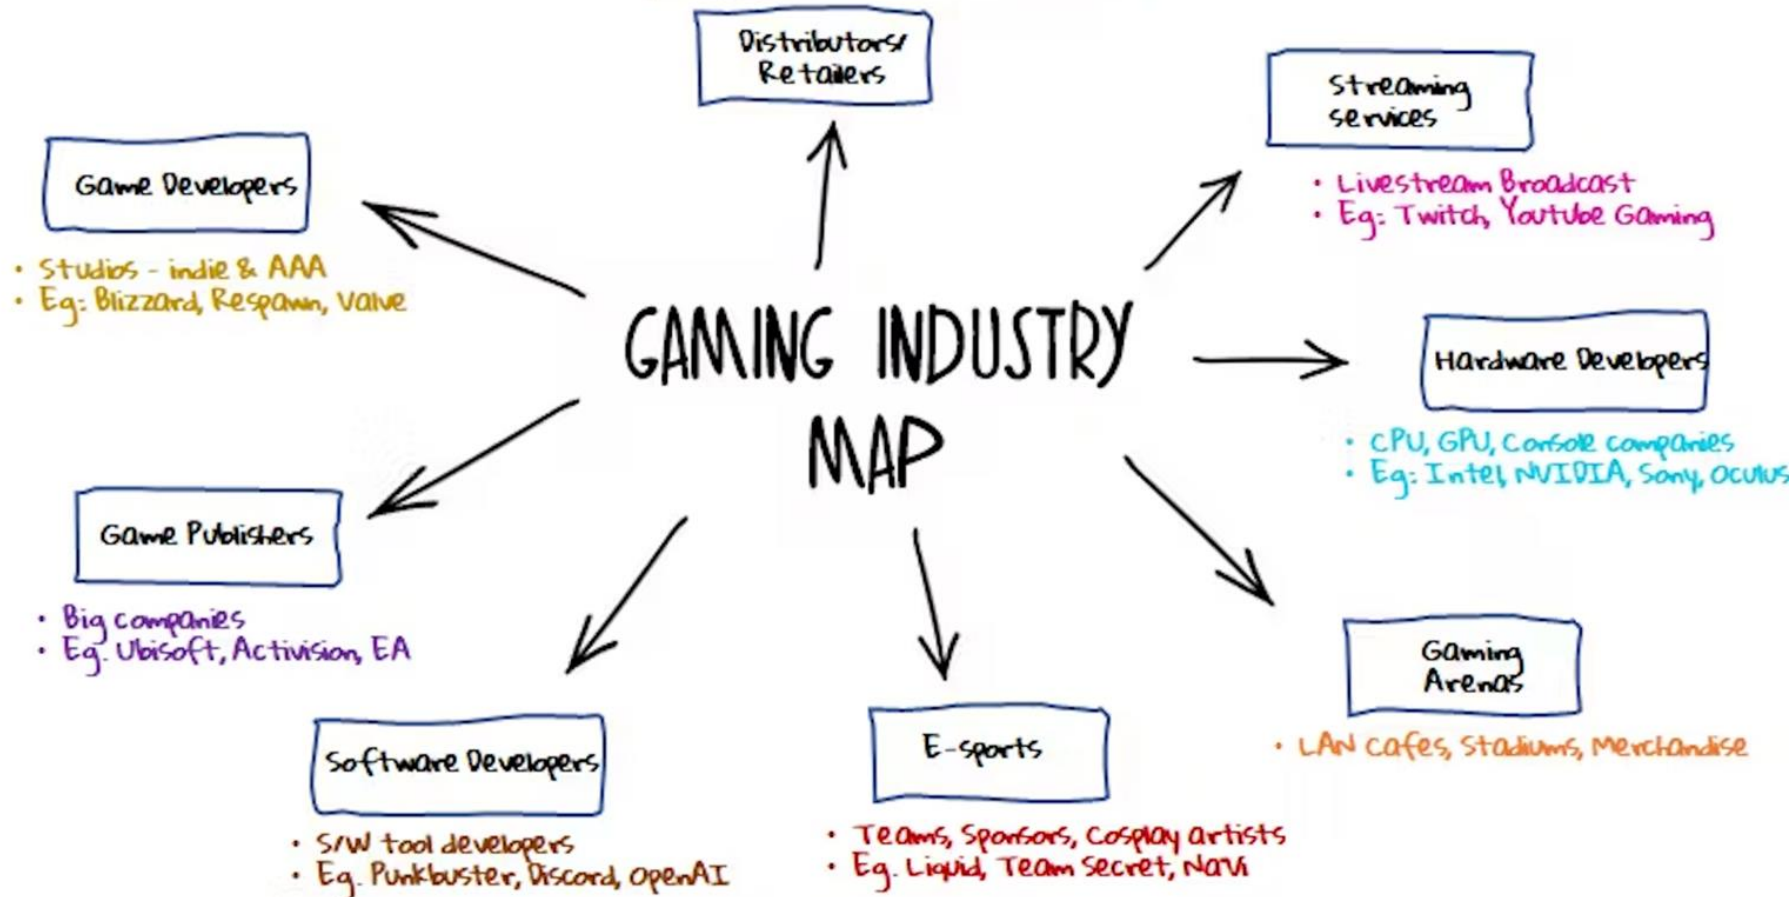 Distributors/
Retailers
Streaming
services
• Livestream Broadcast
• Eg: Twitch, Youtube Gaming
Game Developers
• Studios - indie & AAA
• Eg: Blizzard, Respawn, Valve
GAMING INDUSTRY
MAP
Hardware Developers
• CPU, GPU, Console companies
• Eg: Intel, NVIDIA, Sony, Oculus
Game Publishers
• Big companies
• Eg. Ubisoft, Activision, EA
Gaming
Arenas
• LAN cafes, Stadiums, Merchandise
Software Developers
• S/W tool developers
• Eg. Punkbuster, Discord, OpenAI
E-sports
• Teams, Sponsors, Cosplay artists
• Eg. Liquid, Team Secret, NaVi